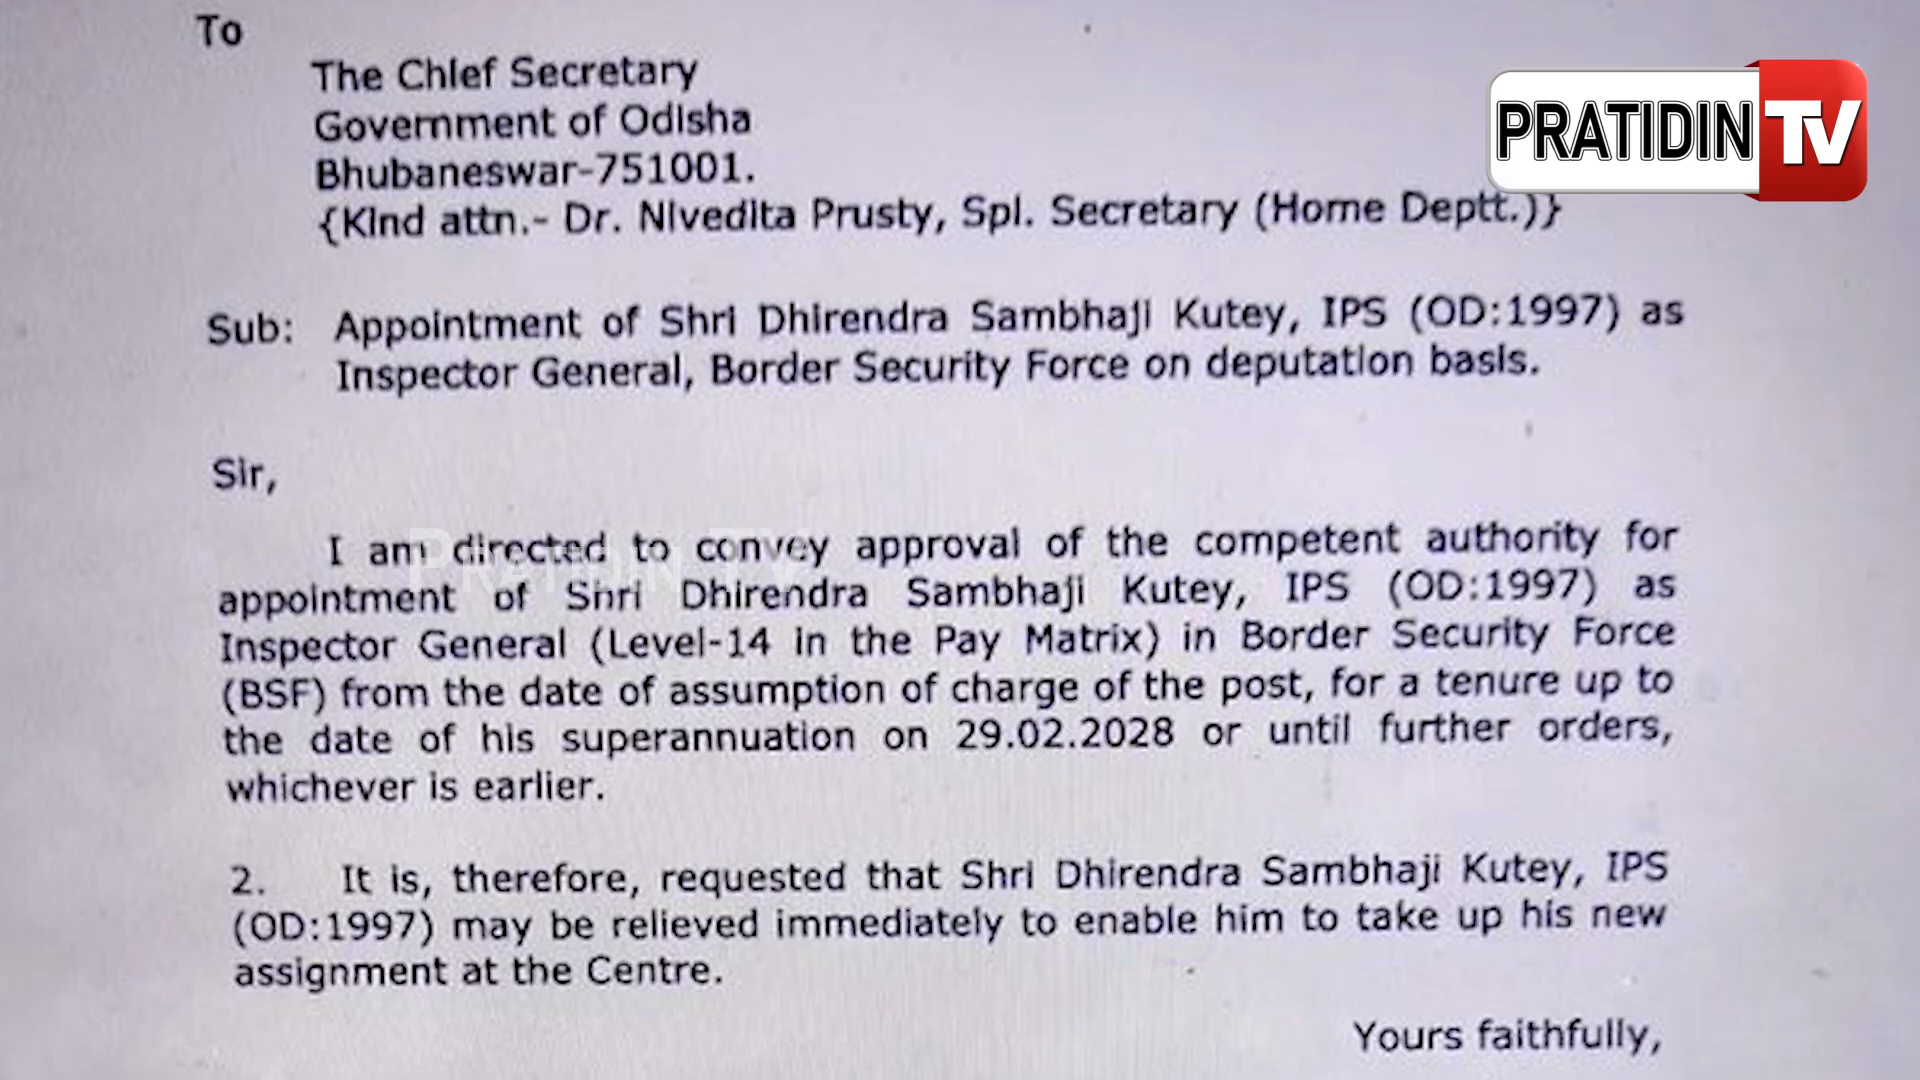 To
The Chief Secretary
PRATIDIN TV
Government of Odisha
Bhubaneswar-751001.
{Kind attn.- Dr. Nivedita Prusty, Spl. Secretary (Home Deptt.)}
Sub: Appointment of Shri Dhirendra Sambhaji Kutey, IPS (OD:1997) as
Inspector General, Border Security Force on deputation basis.
Sir,
I am directed to convey approval of the competent authority for
PRATIDIN TV
appointment of Shri Dhirendra Sambhaji Kutey, IPS (OD:1997) as
Inspector General (Level-14 in the Pay Matrix) in Border Security Force
(BSF) from the date of assumption of charge of the post, for a tenure up to
the date of his superannuation on 29.02.2028 or until further orders,
whichever is earlier.
2. It is, therefore, requested that Shri Dhirendra Sambhaji Kutey, IPS
(OD:1997) may be relieved immediately to enable him to take up his new
assignment at the Centre.
Yours faithfully,